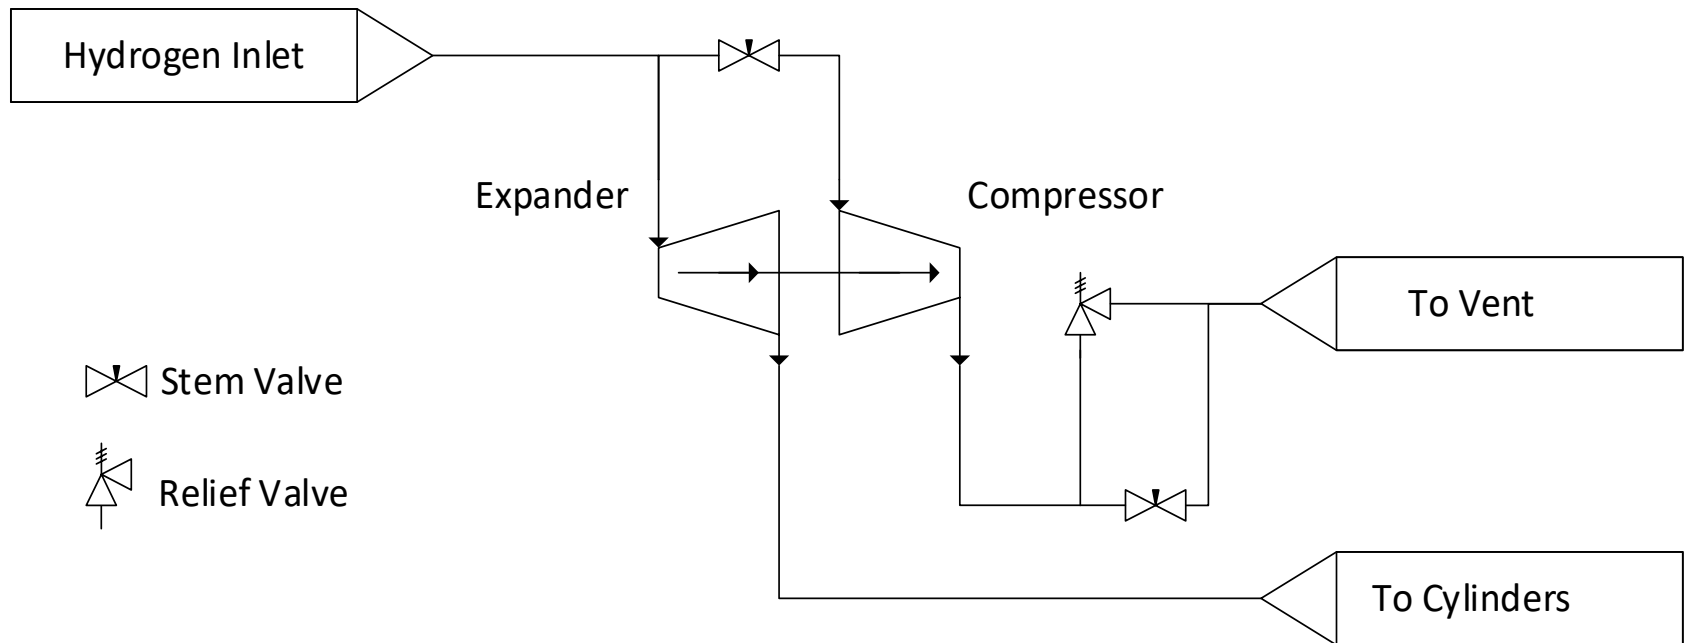 Hydrogen Inlet
Expander
Compressor
To Vent
Stem Valve
Relief Valve
To Cylinders